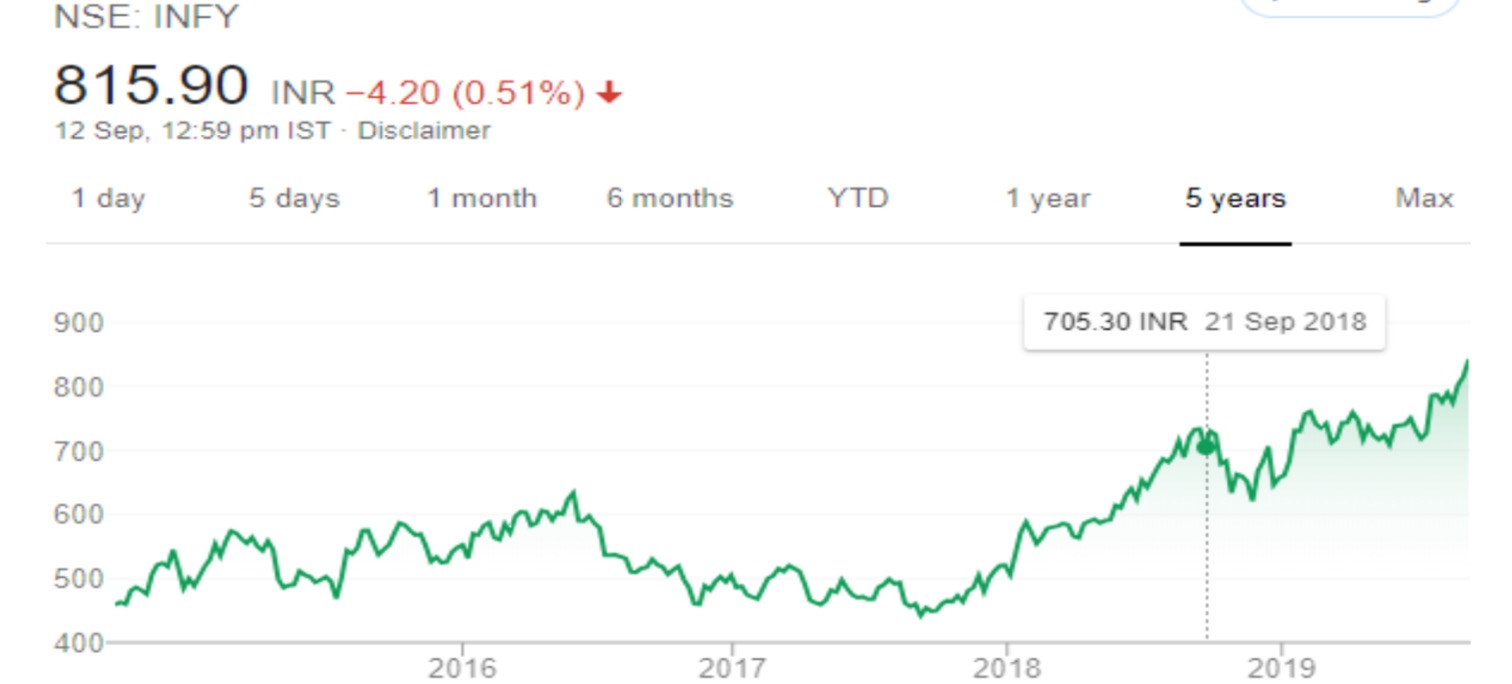 NSE: INFY
815.90 INR −4.20 (0.51%)
12 Sep, 12:59 pm IST · Disclaimer
1 day 5 days 1 month 6 months YTD 1 year 5 years Max
705.30 INR 21 Sep 2018
900
800
700
600
500
400
2016 2017 2018 2019